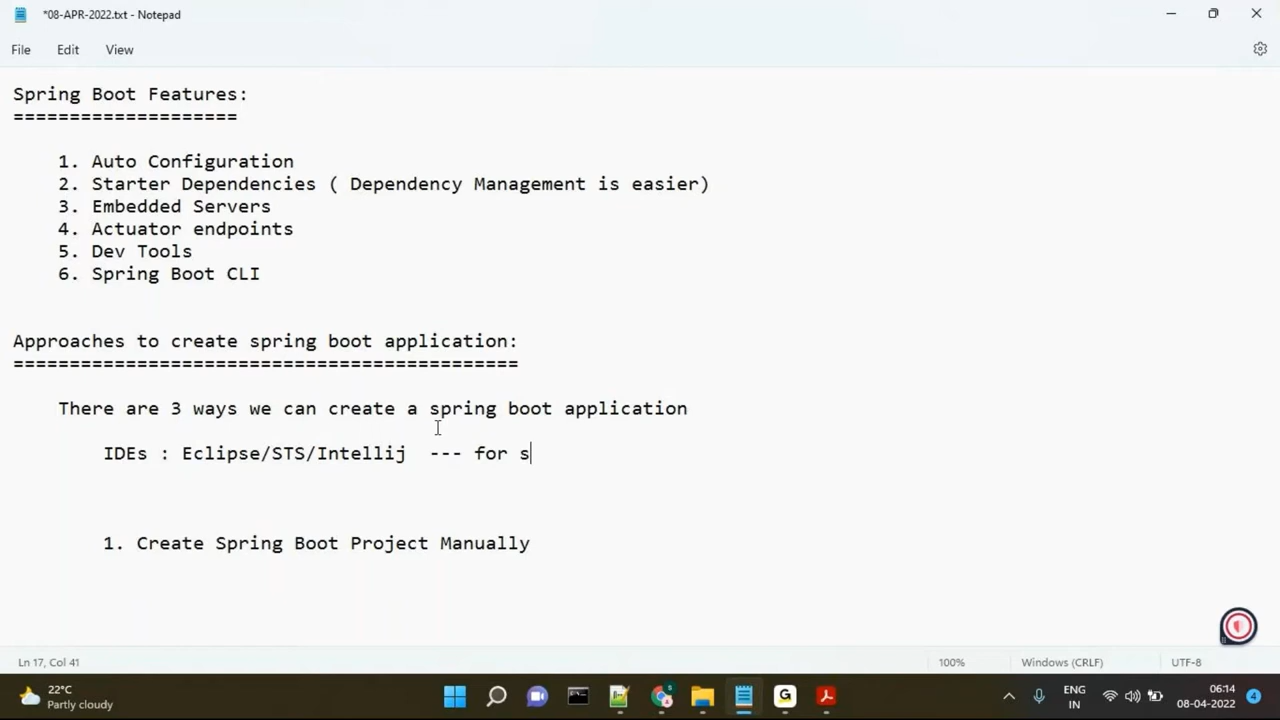 *08-APR-2022.txt - Notepad
File Edit View
Spring Boot Features:
====================
1. Auto Configuration
2. Starter Dependencies ( Dependency Management is easier)
3. Embedded Servers
4. Actuator endpoints
5. Dev Tools
6. Spring Boot CLI
Approaches to create spring boot application:
=============================================
There are 3 ways we can create a spring boot application
IDEs : Eclipse/STS/Intellij --- for s
1. Create Spring Boot Project Manually
Ln 17, Col 41 100% Windows (CRLF) UTF-8
22°C
Partly cloudy
ENG
IN
06:14
08-04-2022
4